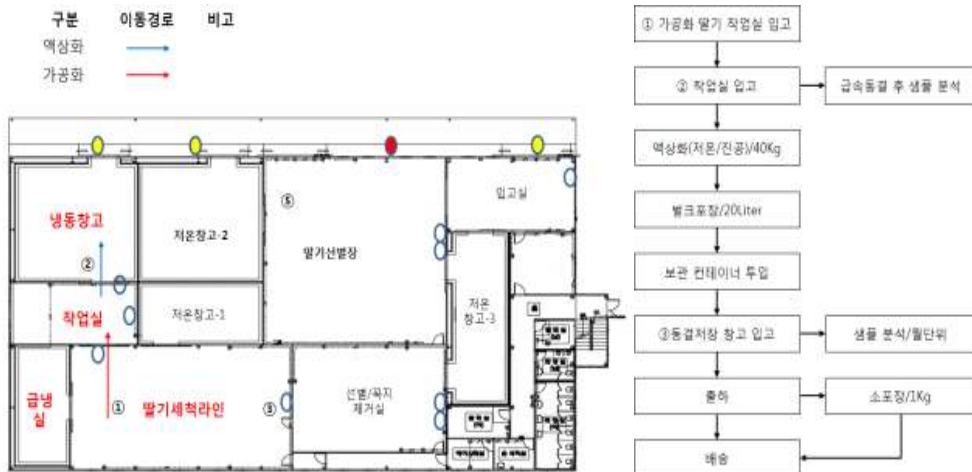 구분 이동경로 비고
액상화
가공화
냉동창고
②
저온창고-2
⑤
딸기선별장
입고실
작업실
저온창고-1
저온
창고-3
급냉
실
①
딸기세척라인
③
선별/꼭지
제거실
① 가공화 딸기 작업실 입고
② 작업실 입고
급속동결 후 샘플 분석
액상화(저온/진공)/40Kg
벌크포장/20Liter
보관 컨테이너 투입
③동결저장 창고 입고
샘플 분석/월단위
출하
소포장/1Kg
배송